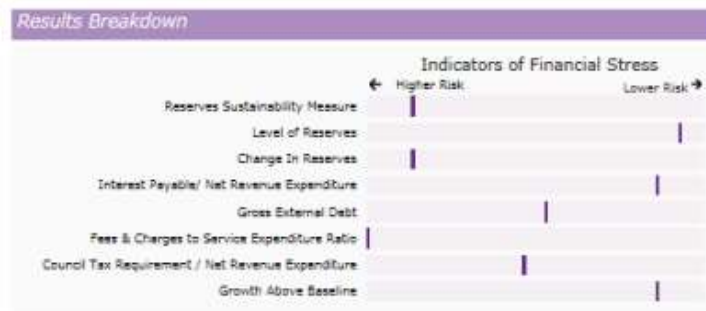 Results Breakdown
Indicators of Financial Stress
← Higher Risk Lower Risk →
Reserves Sustainability Measure
Level of Reserves
Change In Reserves
Interest Payable/ Net Revenue Expenditure
Gross External Debt
Fees & Charges to Service Expenditure Ratio
Council Tax Requirement / Net Revenue Expenditure
Growth Above Baseline